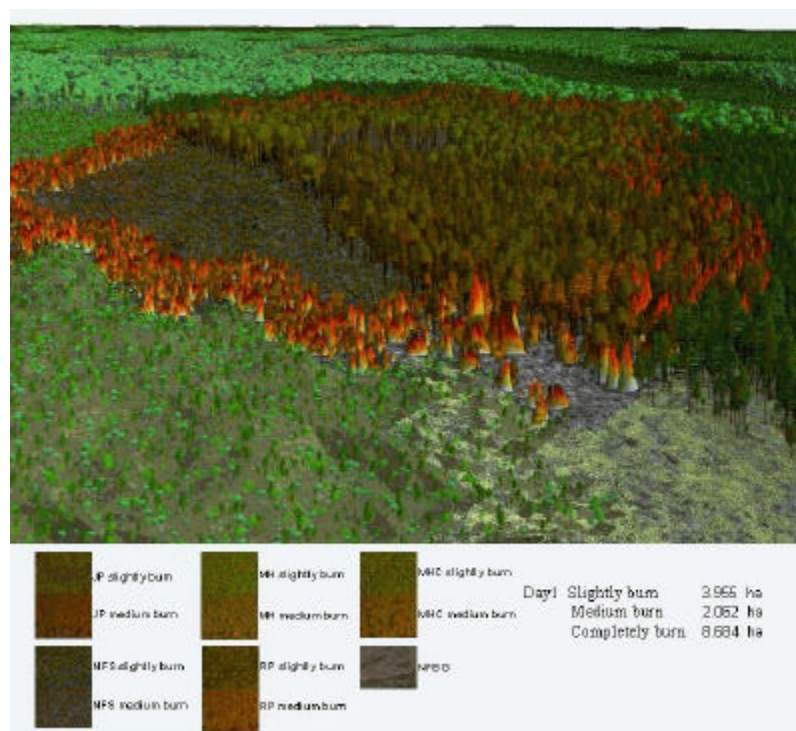 JP slightly burn
MH slightly burn
MHC slightly burn
JP medium burn
MH medium burn
MHC medium burn
NFS slightly burn
RP slightly burn
NFS medium burn
RP medium burn
Day1 Slightly burn 3.955 ha
Medium burn 2.062 ha
Completely burn 8.684 ha